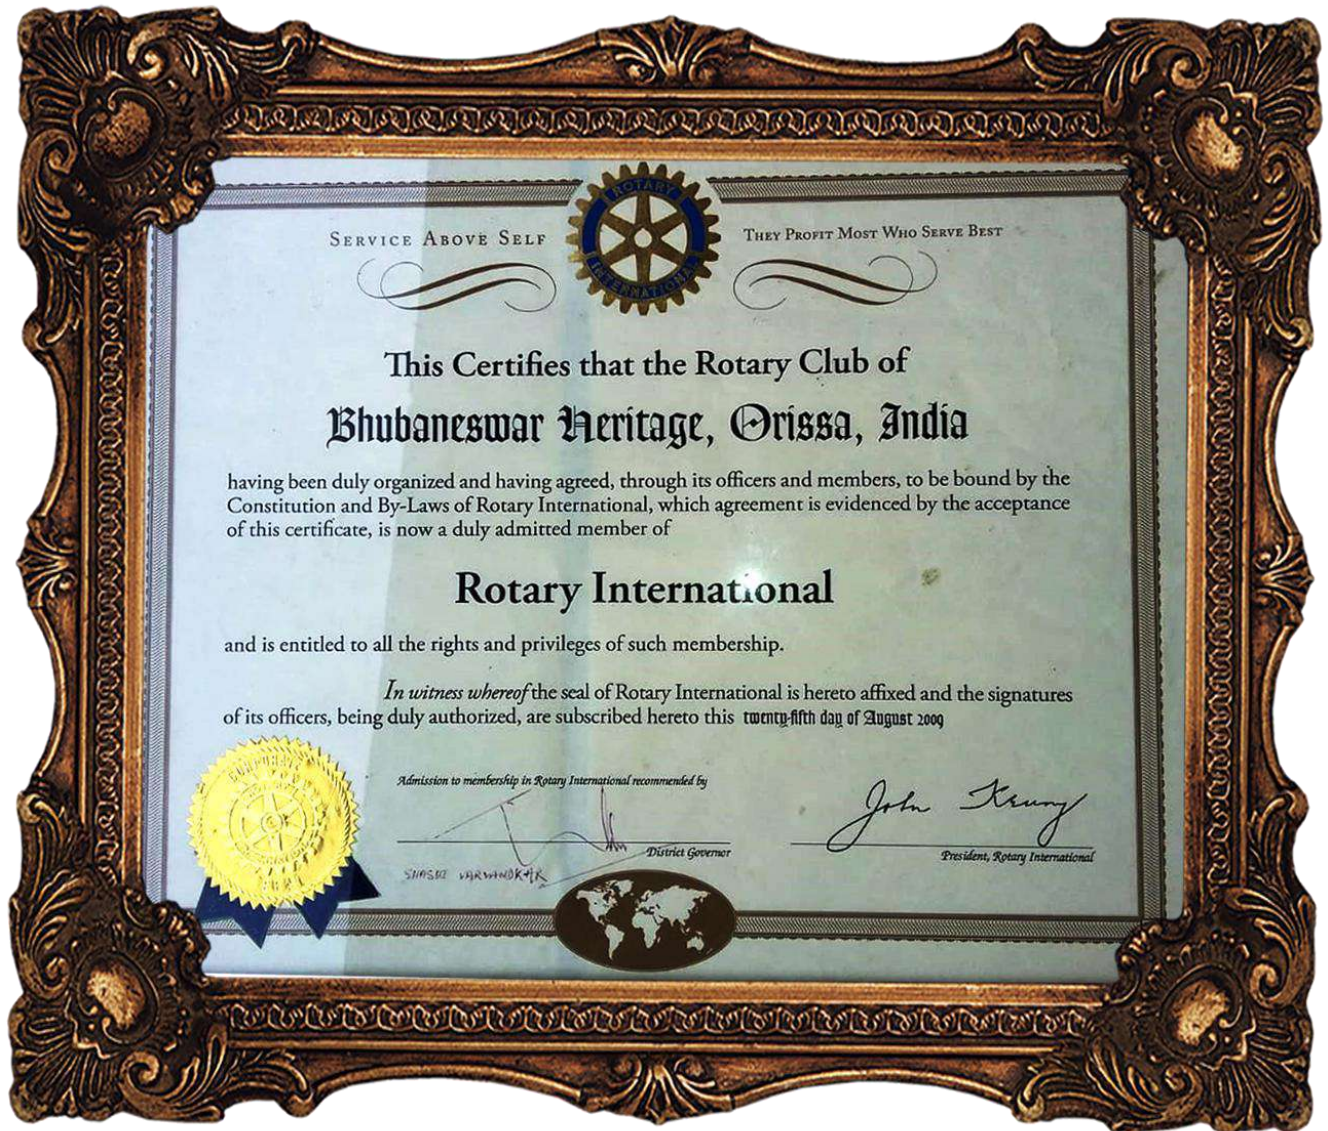 ROTARY
INTERNATIONAL
SERVICE ABOVE SELF
THEY PROFIT MOST WHO SERVE BEST
This Certifies that the Rotary Club of
Bhubaneswar Heritage, Orissa, India
having been duly organized and having agreed, through its officers and members, to be bound by the
Constitution and By-Laws of Rotary International, which agreement is evidenced by the acceptance
of this certificate, is now a duly admitted member of
Rotary International
and is entitled to all the rights and privileges of such membership.
In witness whereof the seal of Rotary International is hereto affixed and the signatures
of its officers, being duly authorized, are subscribed hereto this twenty-fifth day of August 2009
Admission to membership in Rotary International recommended by
John Kenny
District Governor
President, Rotary International